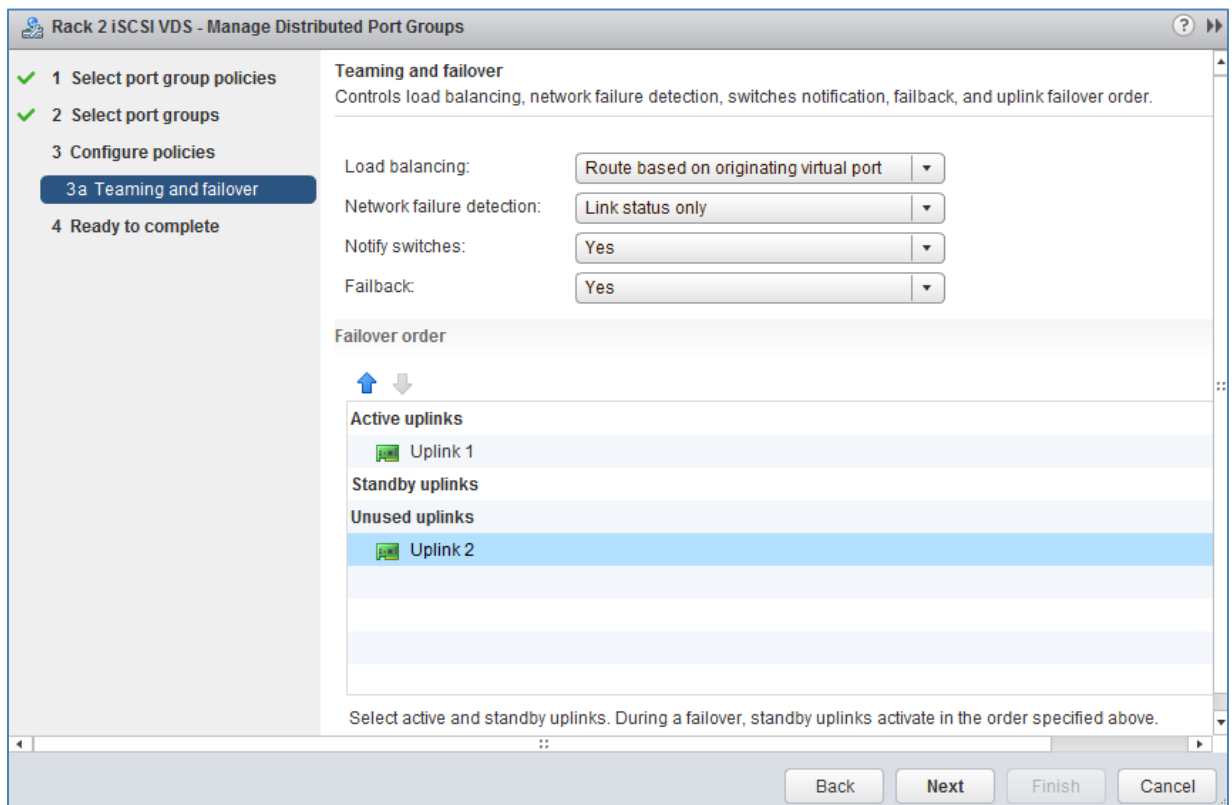 Rack 2 iSCSI VDS - Manage Distributed Port Groups
?
1 Select port group policies
2 Select port groups
3 Configure policies
3a Teaming and failover
4 Ready to complete
Teaming and failover
Controls load balancing, network failure detection, switches notification, failback, and uplink failover order.
Load balancing: Route based on originating virtual port
Network failure detection: Link status only
Notify switches: Yes
Failback: Yes
Failover order
Active uplinks
Uplink 1
Standby uplinks
Unused uplinks
Uplink 2
Select active and standby uplinks. During a failover, standby uplinks activate in the order specified above.
Back Next Finish Cancel